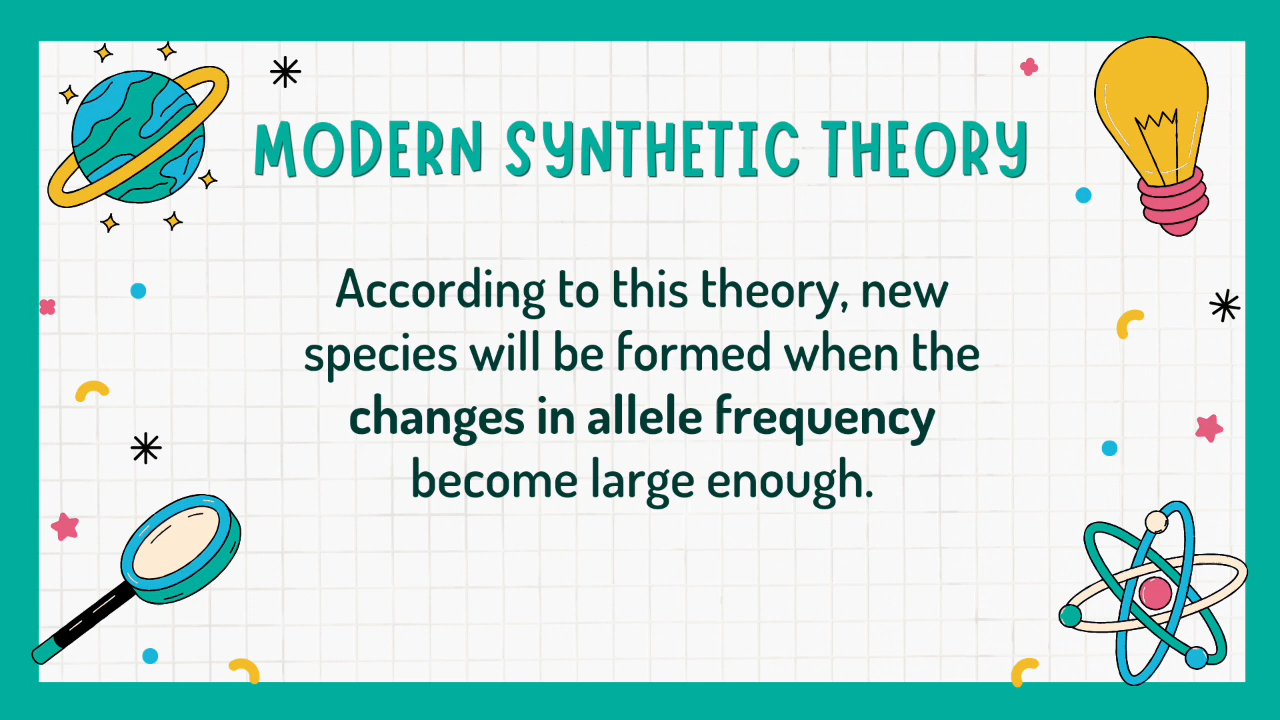 MODERN SYNTHETIC THEORY
According to this theory, new
species will be formed when the
changes in allele frequency
become large enough.